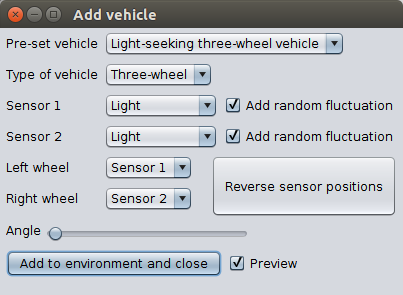 Add vehicle
Pre-set vehicle Light-seeking three-wheel vehicle
Type of vehicle Three-wheel
Sensor 1 Light Add random fluctuation
Sensor 2 Light Add random fluctuation
Left wheel Sensor 1
Reverse sensor positions
Right wheel Sensor 2
Angle
Add to environment and close Preview